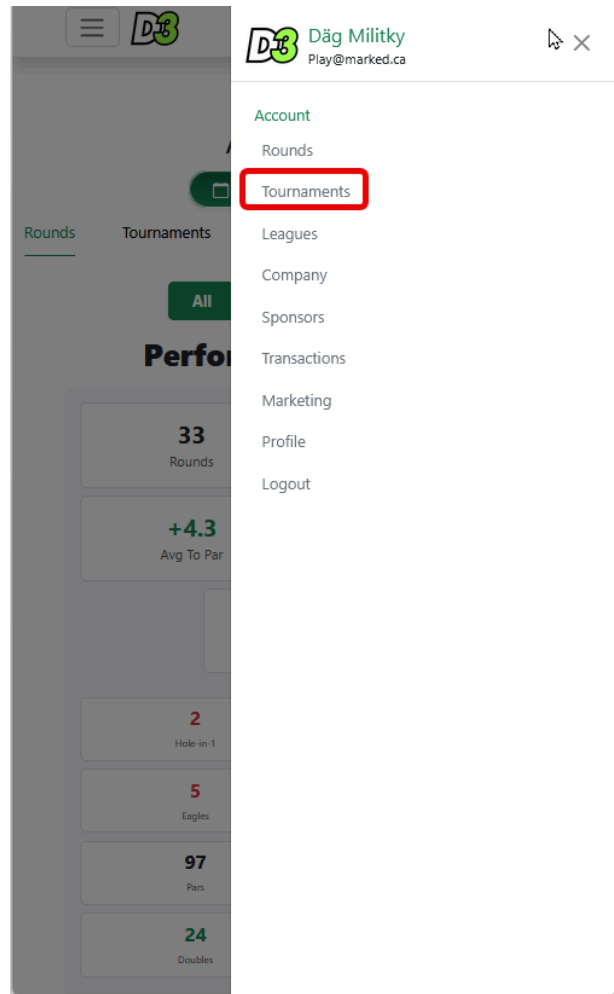 D3
Däg Militky
Play@marked.ca
Account
Rounds
Tournaments
Leagues
Company
Sponsors
Transactions
Marketing
Profile
Logout
D3
Rounds
Tournaments
All
33
Rounds
+4.3
Avg To Par
2
Hole-in-1
5
Eagles
97
Pars
24
Doubles